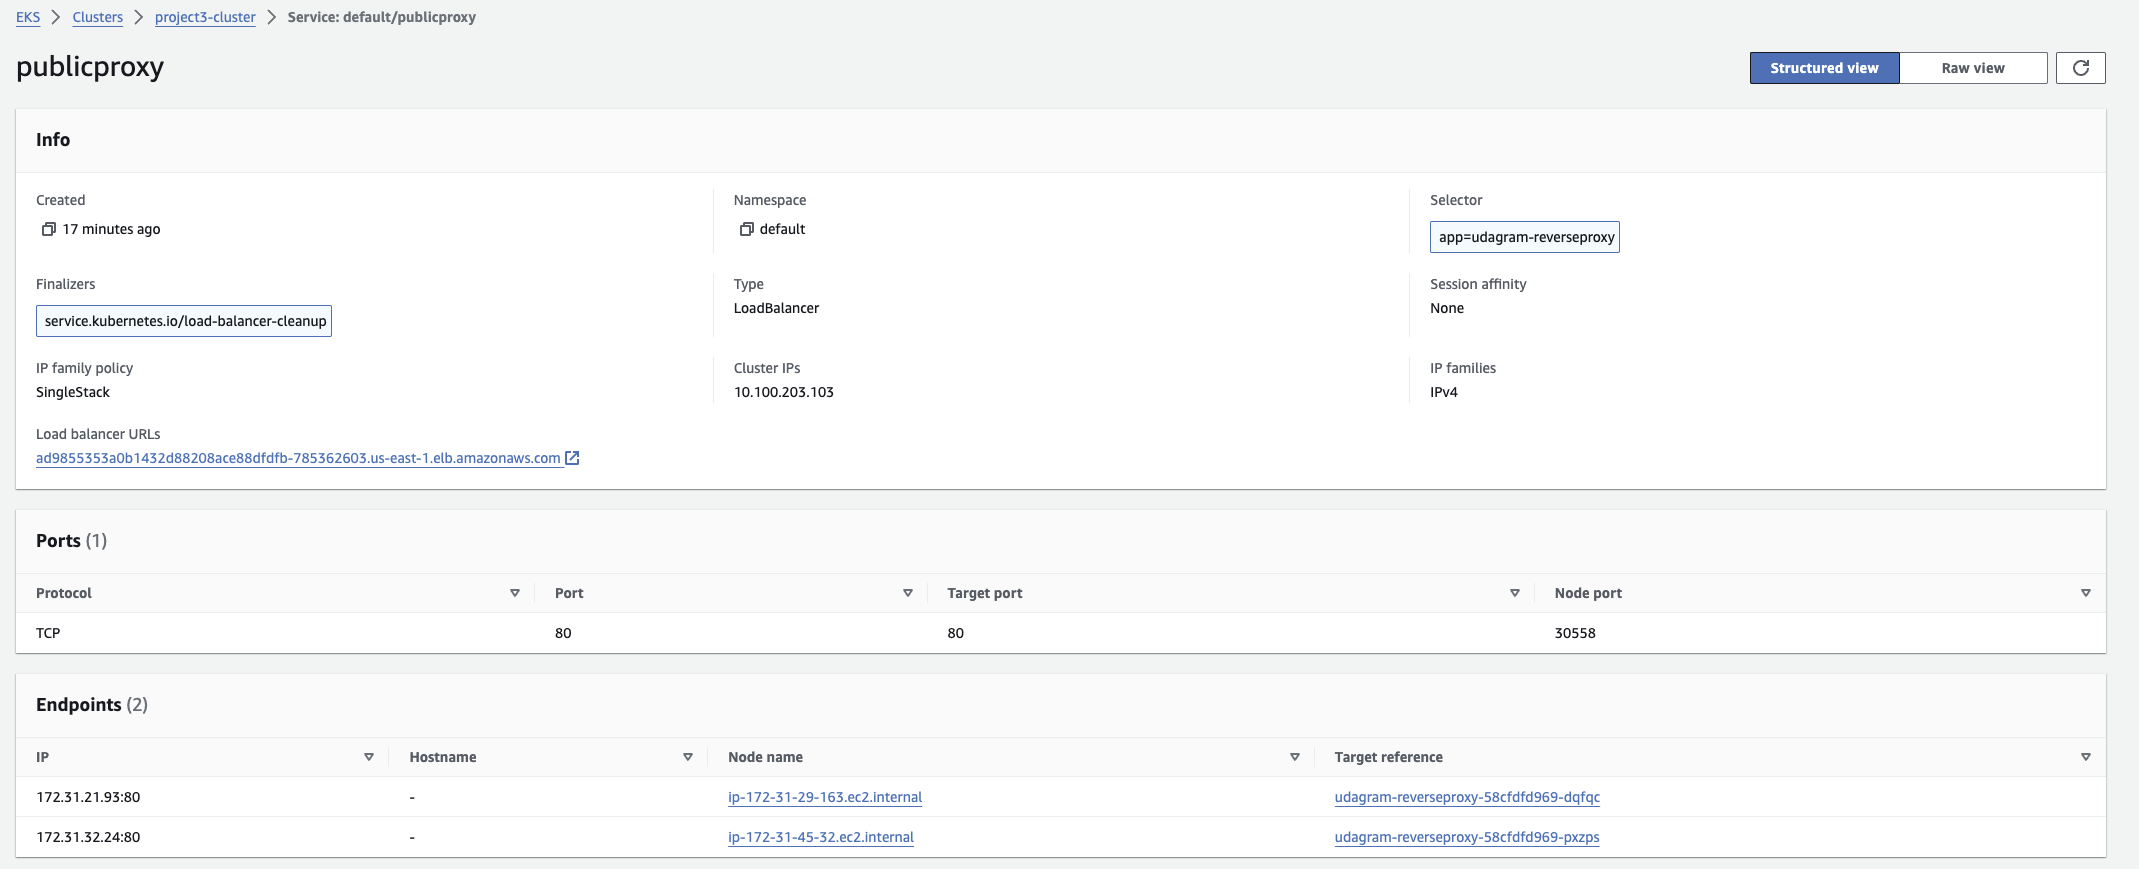 EKS > Clusters > project3-cluster > Service: default/publicproxy
publicproxy
Structured view Raw view
Info
Created Namespace Selector
17 minutes ago default app=udagram-reverseproxy
Finalizers Type Session affinity
service.kubernetes.io/load-balancer-cleanup LoadBalancer None
IP family policy Cluster IPs IP families
SingleStack 10.100.203.103 IPv4
Load balancer URLs
ad9855353a0b1432d88208ace88dfdfb-785362603.us-east-1.elb.amazonaws.com
Ports (1)
Protocol Port Target port Node port
TCP 80 80 30558
Endpoints (2)
IP Hostname Node name Target reference
172.31.21.93:80 - ip-172-31-29-163.ec2.internal udagram-reverseproxy-58cfdfd969-dqfqc
172.31.32.24:80 - ip-172-31-45-32.ec2.internal udagram-reverseproxy-58cfdfd969-pxzps